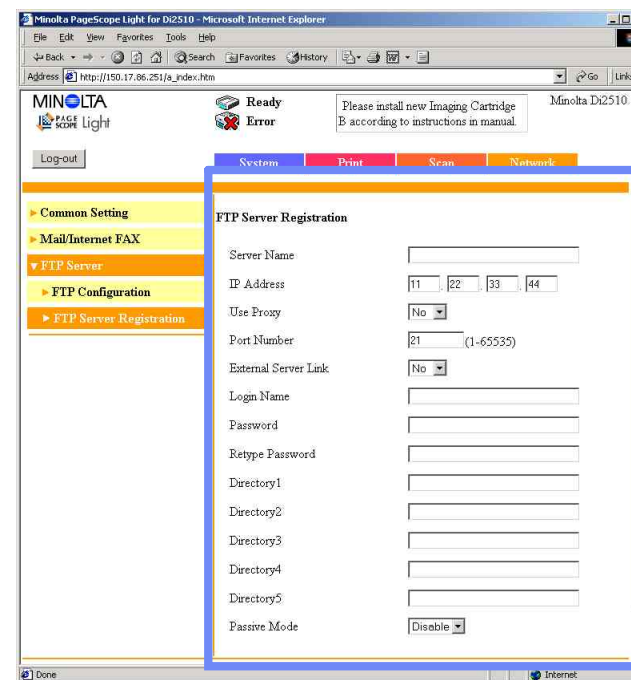 Minolta PageScope Light for Di2510 - Microsoft Internet Explorer
File Edit View Favorites Tools Help
Back Search Favorites History
Address http://150.17.86.251/a_index.htm Go Links
MINOLTA
PAGE SCOPE Light
Ready
Error
Please install new Imaging Cartridge
B according to instructions in manual.
Minolta Di2510.
Log-out
System Print Scan Network
Common Setting
Mail/Internet FAX
FTP Server
FTP Configuration
FTP Server Registration
FTP Server Registration
Server Name
IP Address 11 . 22 . 33 . 44
Use Proxy No
Port Number 21 (1-65535)
External Server Link No
Login Name
Password
Retype Password
Directory1
Directory2
Directory3
Directory4
Directory5
Passive Mode Disable
Done Internet